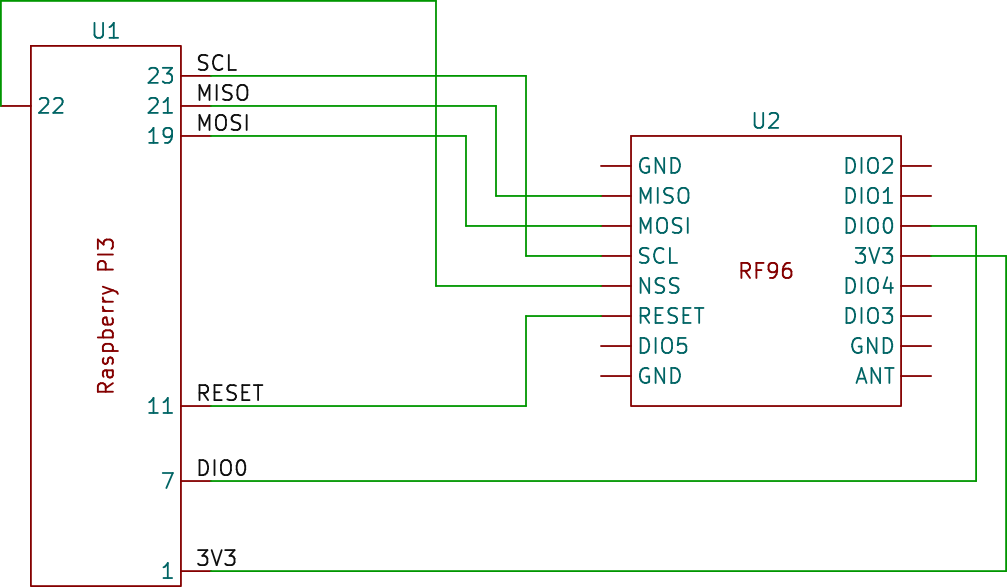 U1
SCL
23
MISO
22
21
MOSI
19
Raspberry PI3
RESET
11
DIO0
7
3V3
1
U2
GND
DIO2
MISO
DIO1
MOSI
DIO0
SCL
3V3
RF96
NSS
DIO4
RESET
DIO3
DIO5
GND
GND
ANT